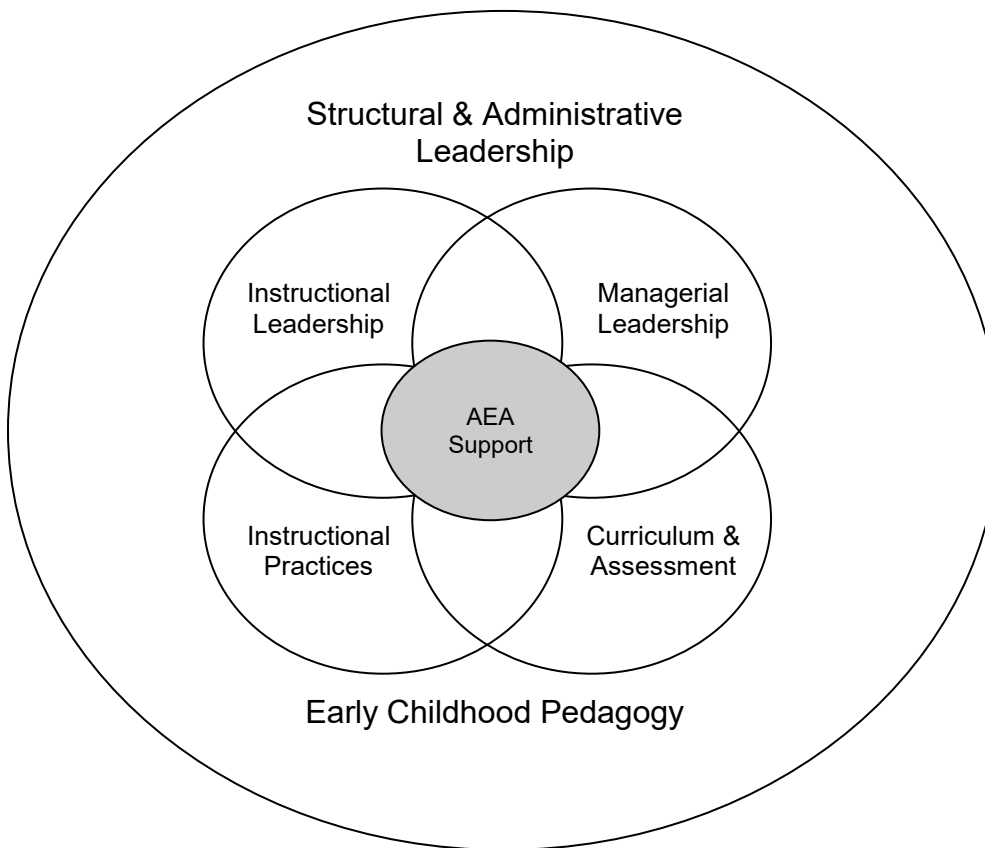 Structural & Administrative
Leadership
Instructional
Leadership
Managerial
Leadership
AEA
Support
Instructional
Practices
Curriculum &
Assessment
Early Childhood Pedagogy